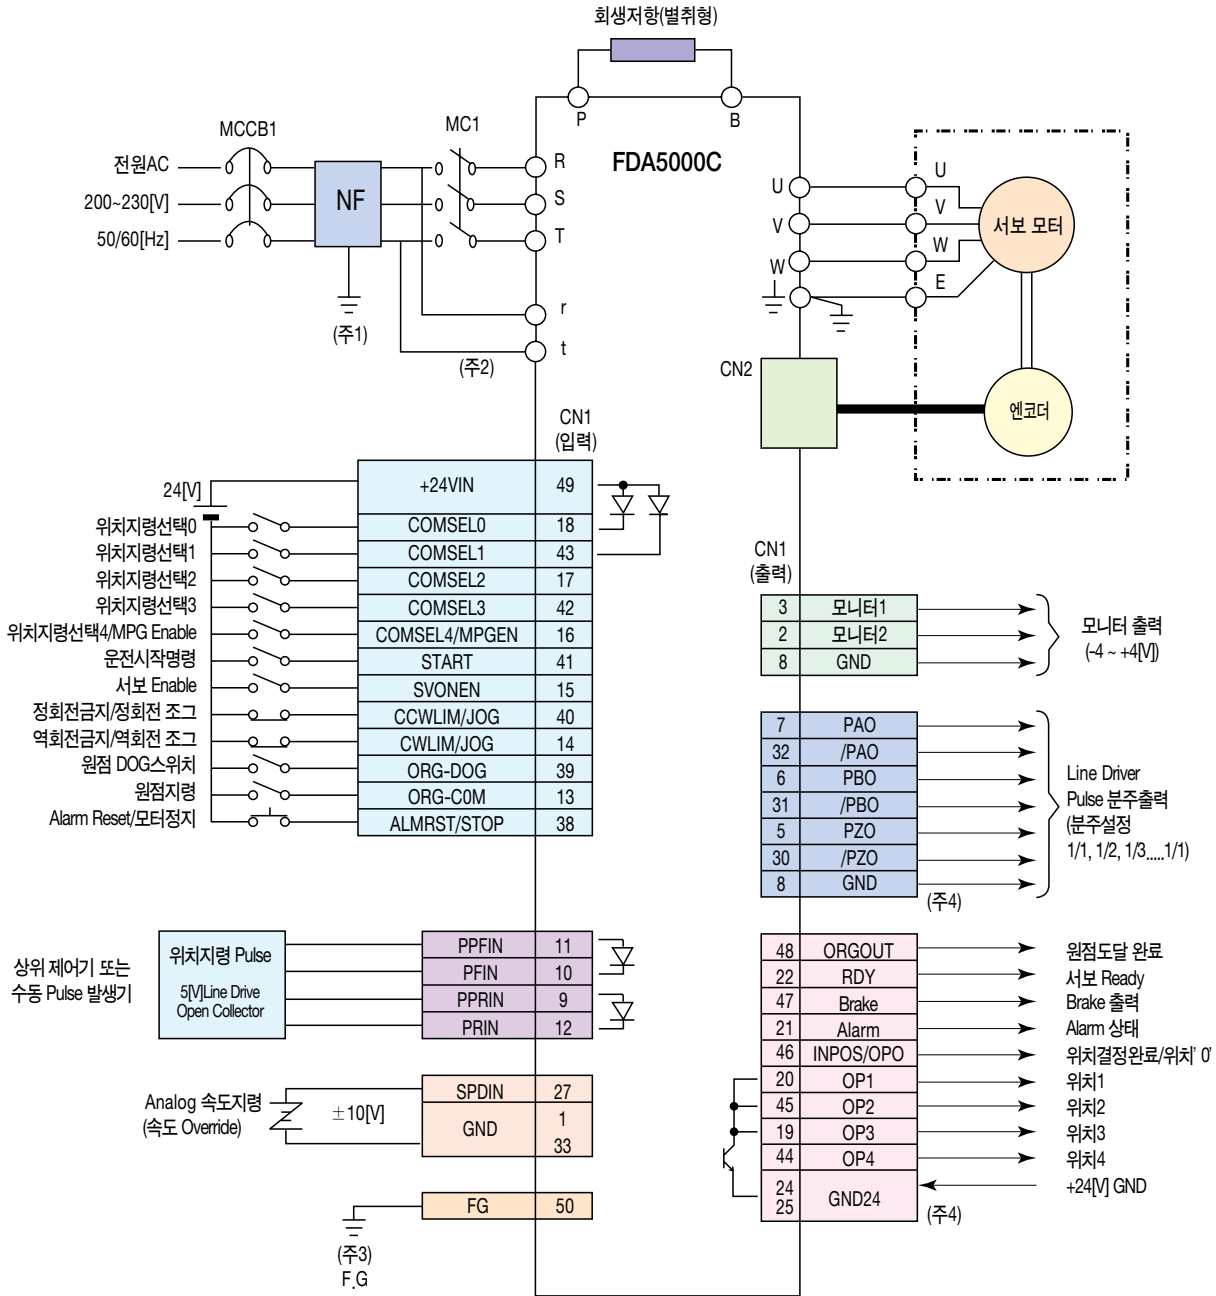 회생저항(별취형)
P
B
FDA5000C
MCCB1
MC1
전원AC
200~230[V]
50/60[Hz]
NF
(주1)
(주2)
R
S
T
r
t
U
V
W
U
V
W
E
서보 모터
엔코더
CN2
CN1
(입력)
24[V]
+24VIN 49
위치지령선택0 COMSEL0 18
위치지령선택1 COMSEL1 43
위치지령선택2 COMSEL2 17
위치지령선택3 COMSEL3 42
위치지령선택4/MPG Enable COMSEL4/MPGEN 16
운전시작명령 START 41
서보 Enable SVONEN 15
정회전금지/정회전 조그 CCWLIM/JOG 40
역회전금지/역회전 조그 CWLIM/JOG 14
원점 DOG스위치 ORG-DOG 39
원점지령 ORG-C0M 13
Alarm Reset/모터정지 ALMRST/STOP 38
상위 제어기 또는
수동 Pulse 발생기
위치지령 Pulse
5[V]Line Drive
Open Collector
PPFIN 11
PFIN 10
PPRIN 9
PRIN 12
Analog 속도지령
(속도 Override)
±10[V]
SPDIN 27
GND 1
33
FG 50
(주3)
F.G
CN1
(출력)
3 모니터1
2 모니터2
8 GND
모니터 출력
(-4 ~ +4[V])
7 PAO
32 /PAO
6 PBO
31 /PBO
5 PZO
30 /PZO
8 GND
(주4)
Line Driver
Pulse 분주출력
(분주설정
1/1, 1/2, 1/3.....1/1)
48 ORGOUT 원점도달 완료
22 RDY 서보 Ready
47 Brake Brake 출력
21 Alarm Alarm 상태
46 INPOS/OPO 위치결정완료/위치' 0'
20 OP1 위치1
45 OP2 위치2
19 OP3 위치3
44 OP4 위치4
24
25 GND24 +24[V] GND
(주4)